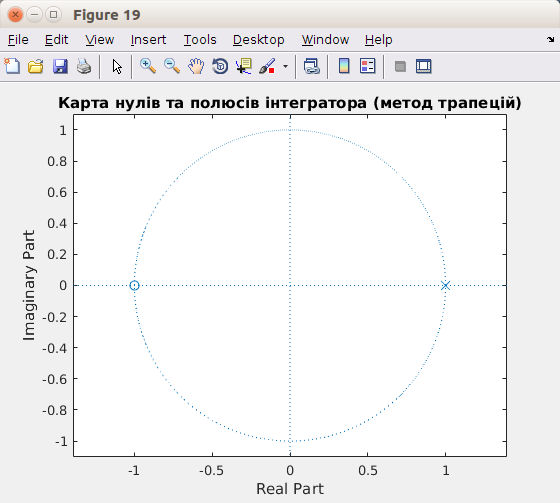 Figure 19
File Edit View Insert Tools Desktop Window Help
Карта нулів та полюсів інтегратора (метод трапецій)
1
0.8
0.6
0.4
0.2
0
-0.2
-0.4
-0.6
-0.8
-1
Imaginary Part
-1 -0.5 0 0.5 1
Real Part